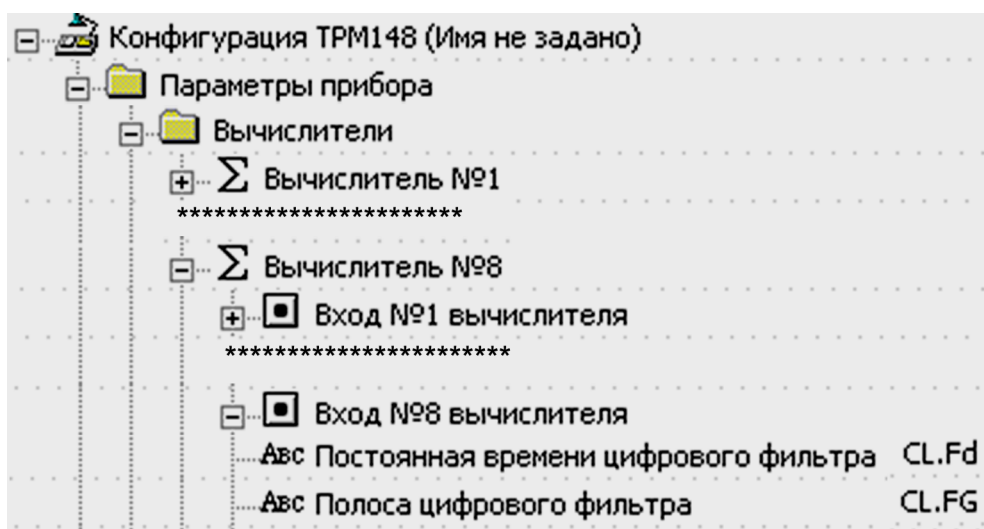 Конфигурация ТРМ148 (Имя не задано)
Параметры прибора
Вычислители
Σ Вычислитель №1
***********************
Σ Вычислитель №8
Вход №1 вычислителя
***********************
Вход №8 вычислителя
Авс Постоянная времени цифрового фильтра CL.Fd
Авс Полоса цифрового фильтра CL.FG